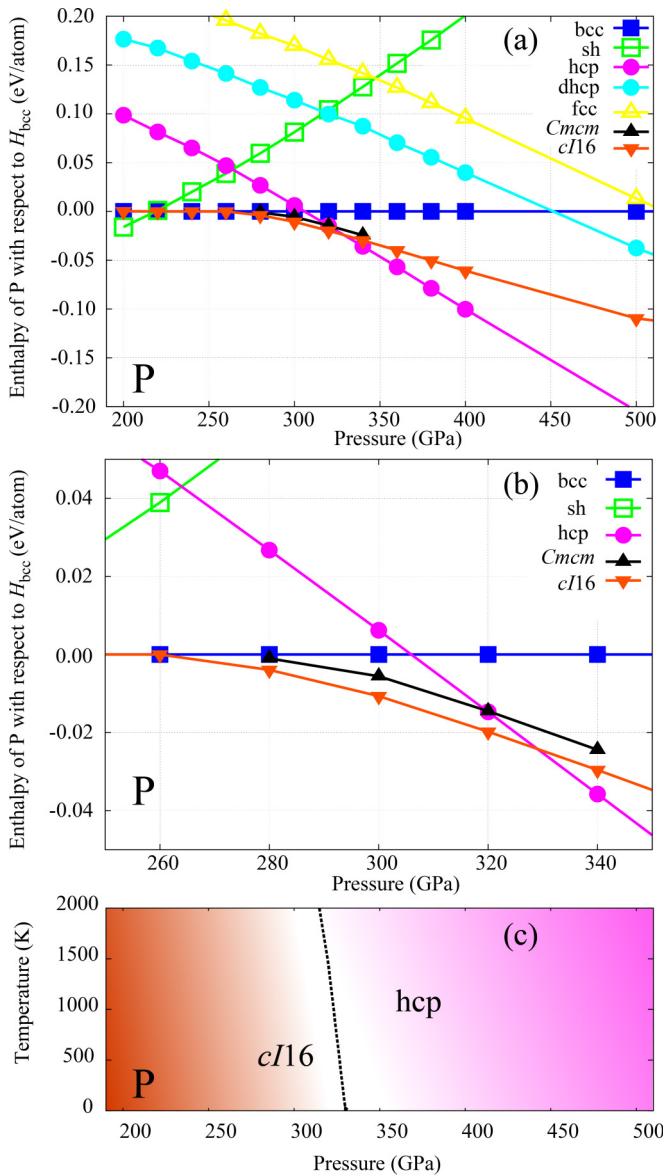 (a)
bcc
sh
hcp
dhcp
fcc
Cmcm
cI16
Enthalpy of P with respect to H_bcc (eV/atom)
0.20
0.15
0.10
0.05
0.00
-0.05
-0.10
-0.15
-0.20
P
200 250 300 350 400 450 500
Pressure (GPa)
(b)
bcc
sh
hcp
Cmcm
cI16
Enthalpy of P with respect to H_bcc (eV/atom)
0.04
0.02
0.00
-0.02
-0.04
P
260 280 300 320 340
Pressure (GPa)
(c)
Temperature (K)
2000
1500
1000
500
0
hcp
cI16
P
200 250 300 350 400 450 500
Pressure (GPa)